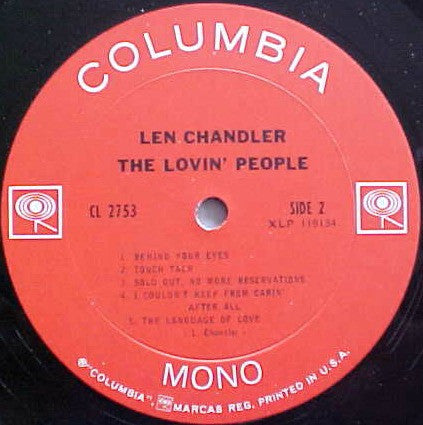 COLUMBIA
LEN CHANDLER
THE LOVIN' PEOPLE
CL 2753
SIDE 2
XLP 119134
1. BEHIND YOUR EYES
2. TOUCH TALK
3. SOLD OUT, NO MORE RESERVATIONS
4. I COULDN'T KEEP FROM CARIN'
AFTER ALL
5. THE LANGUAGE OF LOVE
- L. Chandler -
MONO
® "COLUMBIA", MARCAS REG. PRINTED IN U.S.A.